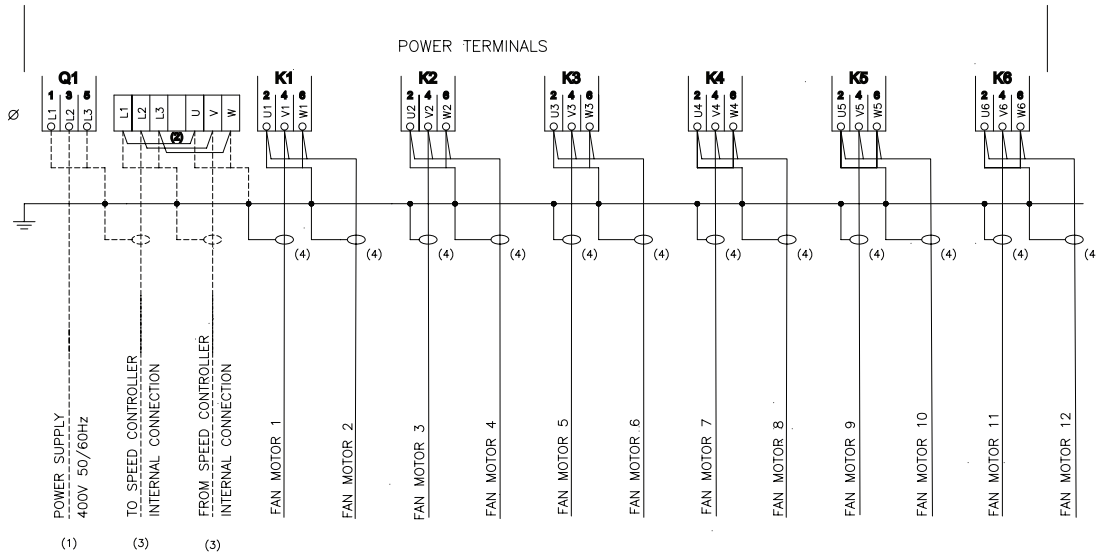 POWER TERMINALS
Q1 K1 K2 K3 K4 K5 K6
1 3 5 2 4 6 2 4 6 2 4 6 2 4 6 2 4 6 2 4 6
L1 L2 L3 L1 L2 L3 U V W U1 V1 W1 U2 V2 W2 U3 V3 W3 U4 V4 W4 U5 V5 W5 U6 V6 W6
Ø
(2)
(4) (4) (4) (4) (4) (4) (4) (4) (4) (4) (4) (4
POWER SUPPLY
400V 50/60Hz
TO SPEED CONTROLLER
INTERNAL CONNECTION
FROM SPEED CONTROLLER
INTERNAL CONNECTION
FAN MOTOR 1
FAN MOTOR 2
FAN MOTOR 3
FAN MOTOR 4
FAN MOTOR 5
FAN MOTOR 6
FAN MOTOR 7
FAN MOTOR 8
FAN MOTOR 9
FAN MOTOR 10
FAN MOTOR 11
FAN MOTOR 12
(1) (3) (3)